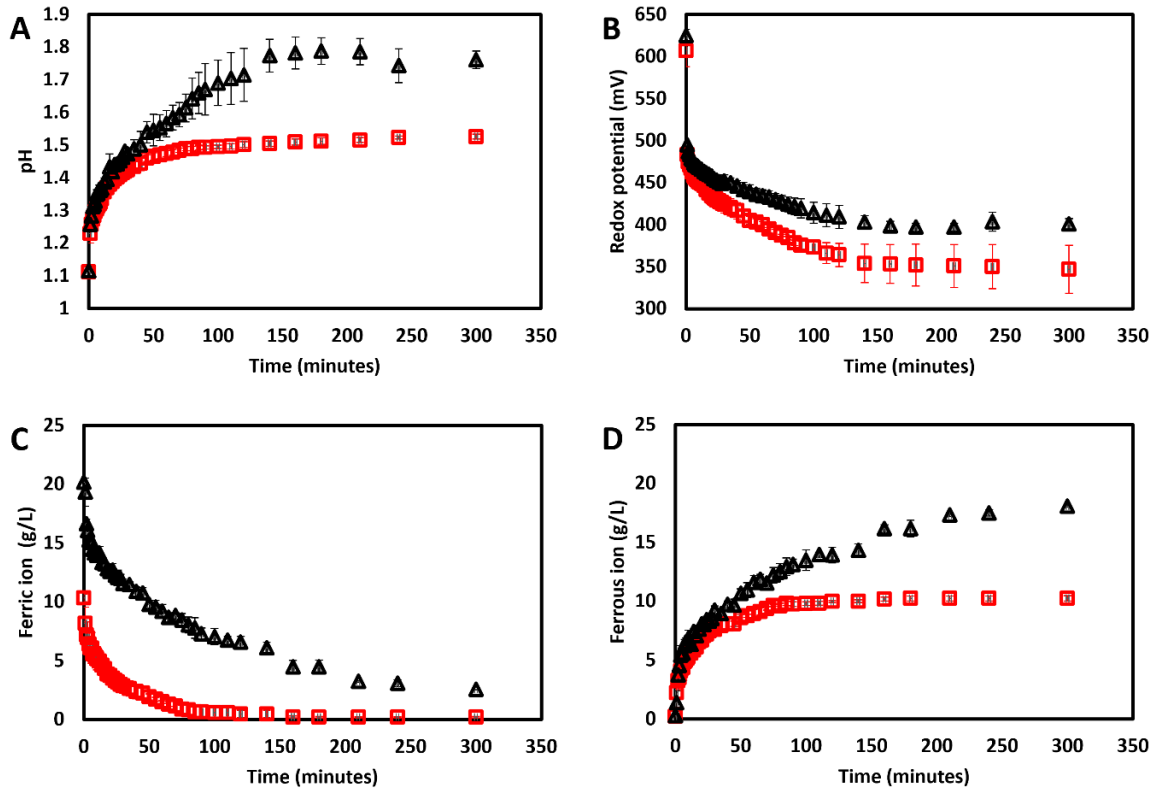 A
pH
1.9
1.8
1.7
1.6
1.5
1.4
1.3
1.2
1.1
1
0 50 100 150 200 250 300 350
Time (minutes)
B
Redox potential (mV)
650
600
550
500
450
400
350
300
0 50 100 150 200 250 300 350
Time (minutes)
C
Ferric ion (g/L)
25
20
15
10
5
0
0 50 100 150 200 250 300 350
Time (minutes)
D
Ferrous ion (g/L)
25
20
15
10
5
0
0 50 100 150 200 250 300 350
Time (minutes)